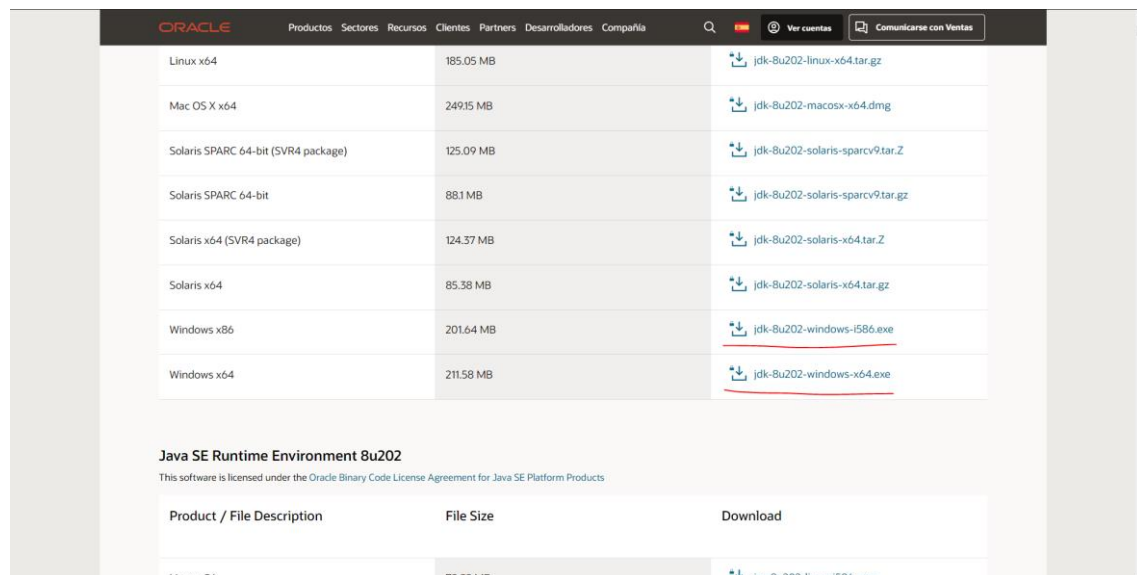 ORACLE Productos Sectores Recursos Clientes Partners Desarrolladores Compañía Ver cuentas Comunicarse con Ventas
Linux x64 185.05 MB jdk-8u202-linux-x64.tar.gz
Mac OS X x64 249.15 MB jdk-8u202-macosx-x64.dmg
Solaris SPARC 64-bit (SVR4 package) 125.09 MB jdk-8u202-solaris-sparcv9.tar.Z
Solaris SPARC 64-bit 88.1 MB jdk-8u202-solaris-sparcv9.tar.gz
Solaris x64 (SVR4 package) 124.37 MB jdk-8u202-solaris-x64.tar.Z
Solaris x64 85.38 MB jdk-8u202-solaris-x64.tar.gz
Windows x86 201.64 MB jdk-8u202-windows-i586.exe
Windows x64 211.58 MB jdk-8u202-windows-x64.exe
Java SE Runtime Environment 8u202
This software is licensed under the Oracle Binary Code License Agreement for Java SE Platform Products
Product / File Description File Size Download